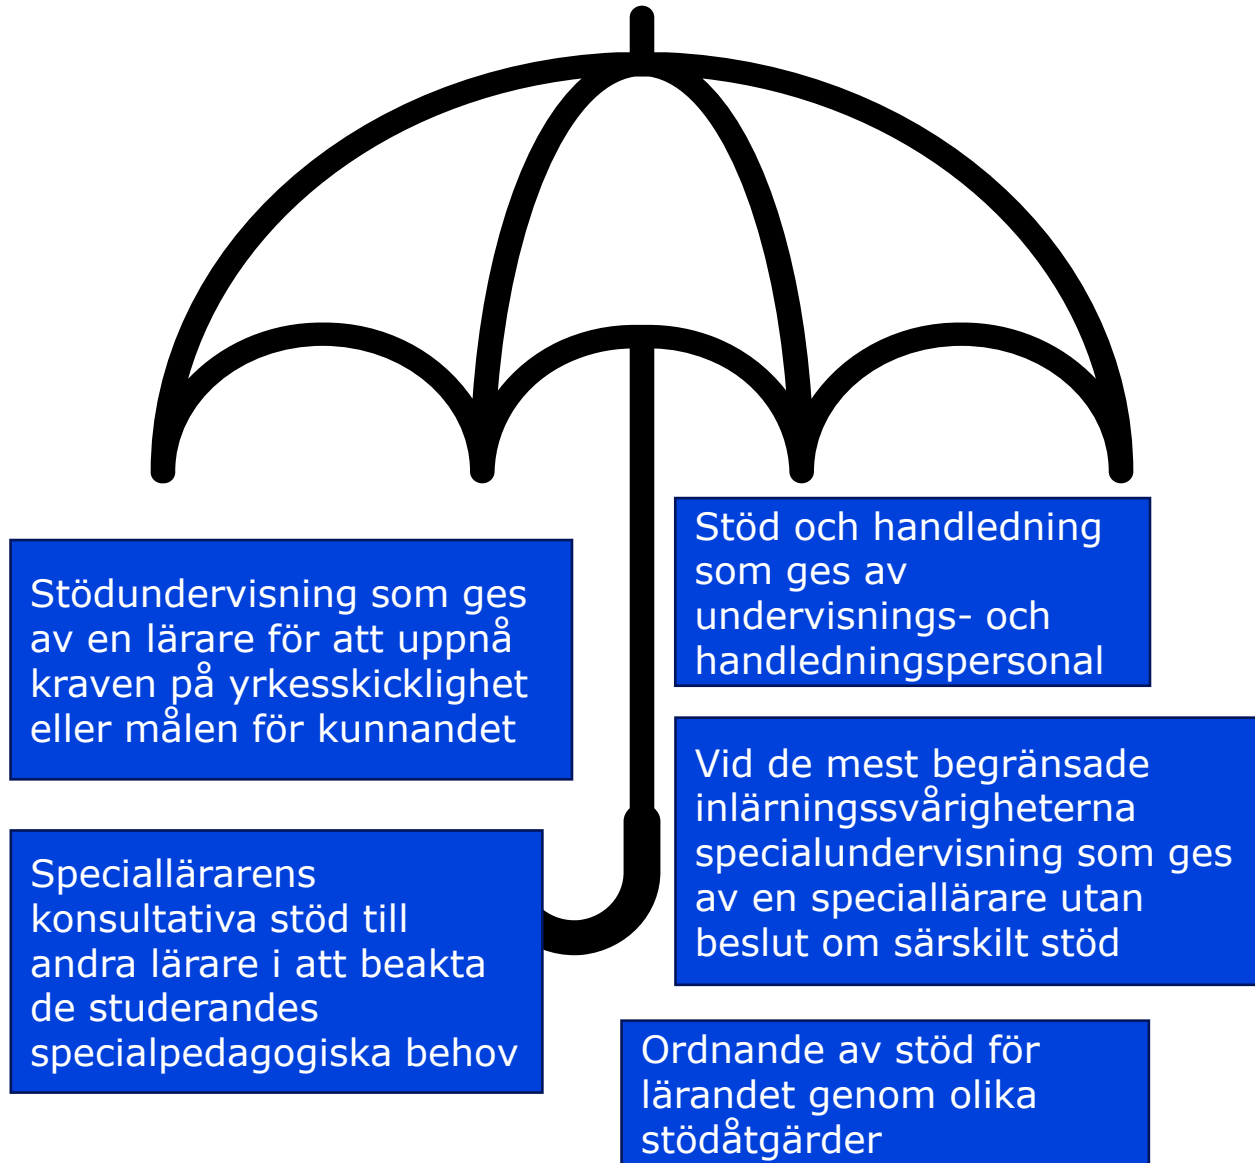 Stödundervisning som ges
av en lärare för att uppnå
kraven på yrkesskicklighet
eller målen för kunnandet
Stöd och handledning
som ges av
undervisnings- och
handledningspersonal
Vid de mest begränsade
inlärningssvårigheterna
specialundervisning som ges
av en speciallärare utan
beslut om särskilt stöd
Speciallärarens
konsultativa stöd till
andra lärare i att beakta
de studerandes
specialpedagogiska behov
Ordnande av stöd för
lärandet genom olika
stödåtgärder